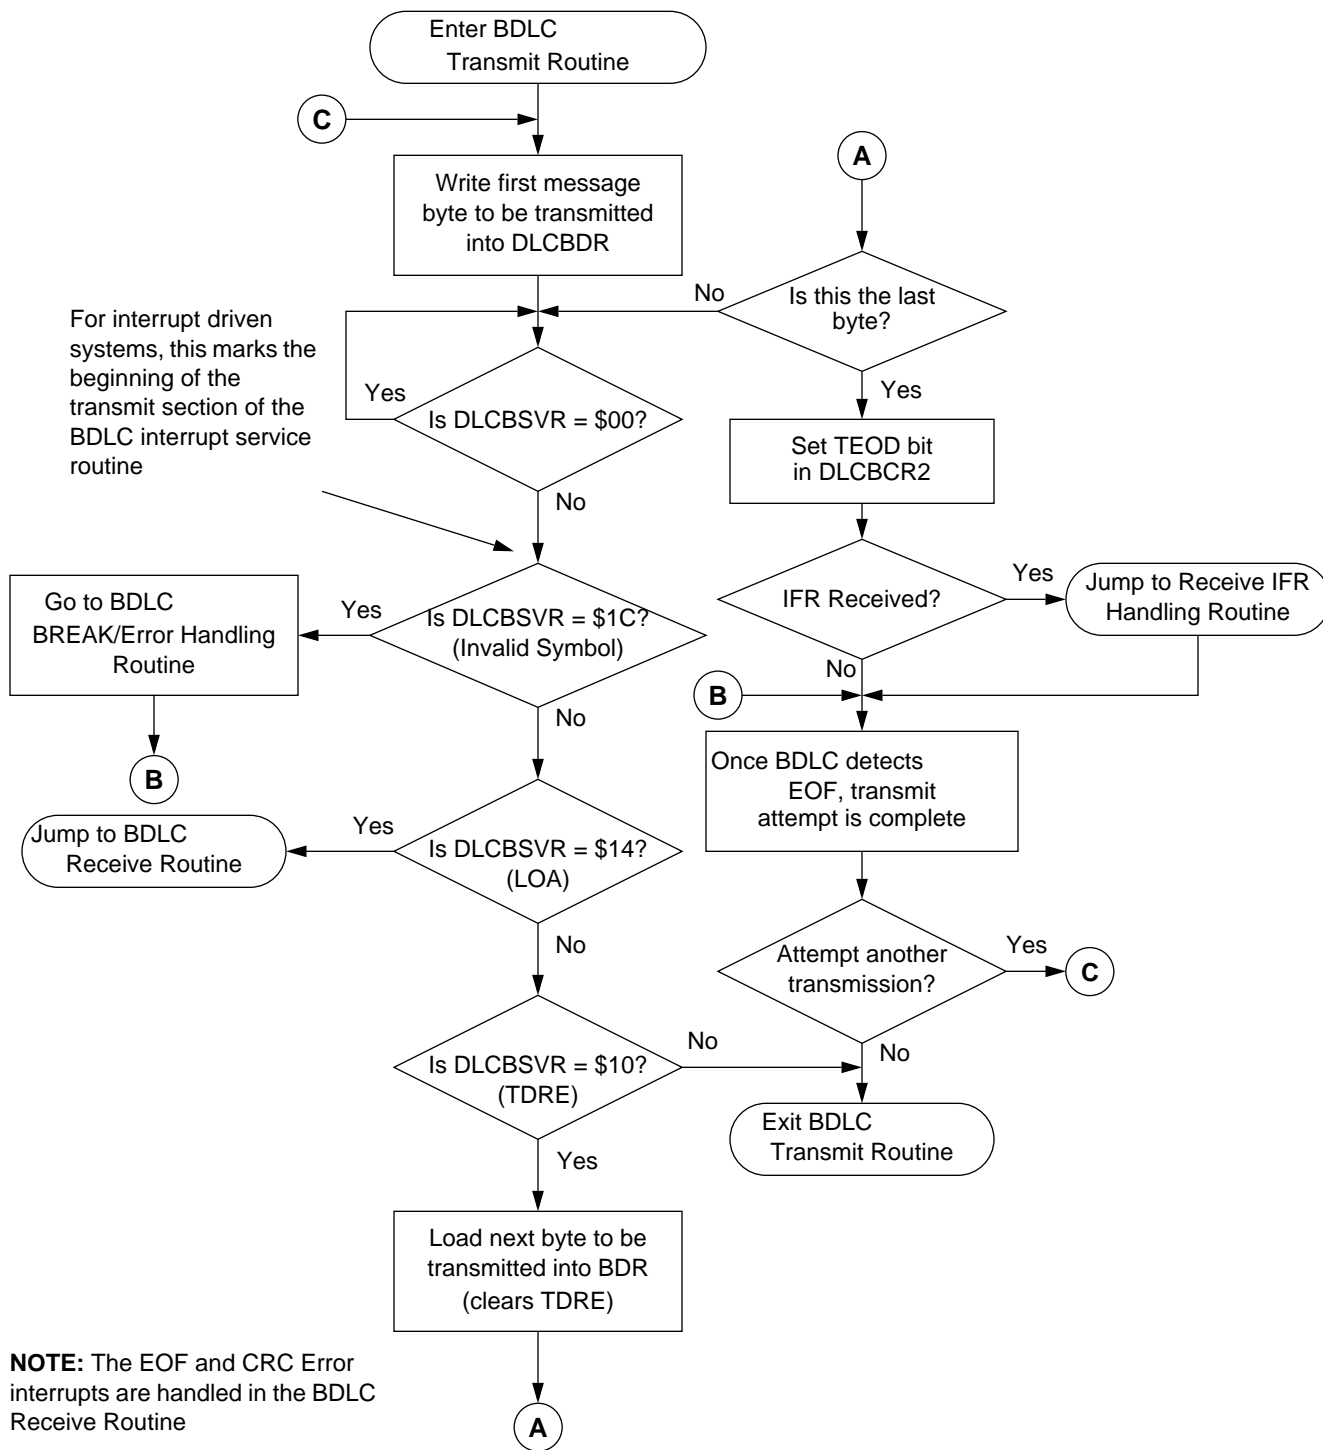 Enter BDLC
Transmit Routine
C
Write first message
byte to be transmitted
into DLCBDR
For interrupt driven
systems, this marks the
beginning of the
transmit section of the
BDLC interrupt service
routine
Yes
Is DLCBSVR = $00?
No
Yes
Is DLCBSVR = $1C?
(Invalid Symbol)
Go to BDLC
BREAK/Error Handling
Routine
B
No
Yes
Is DLCBSVR = $14?
(LOA)
Jump to BDLC
Receive Routine
No
Is DLCBSVR = $10?
(TDRE)
No
Yes
Load next byte to be
transmitted into BDR
(clears TDRE)
A
A
No
Is this the last
byte?
Yes
Set TEOD bit
in DLCBCR2
IFR Received?
Yes
Jump to Receive IFR
Handling Routine
No
B
Once BDLC detects
EOF, transmit
attempt is complete
Attempt another
transmission?
Yes
C
No
Exit BDLC
Transmit Routine
NOTE: The EOF and CRC Error
interrupts are handled in the BDLC
Receive Routine